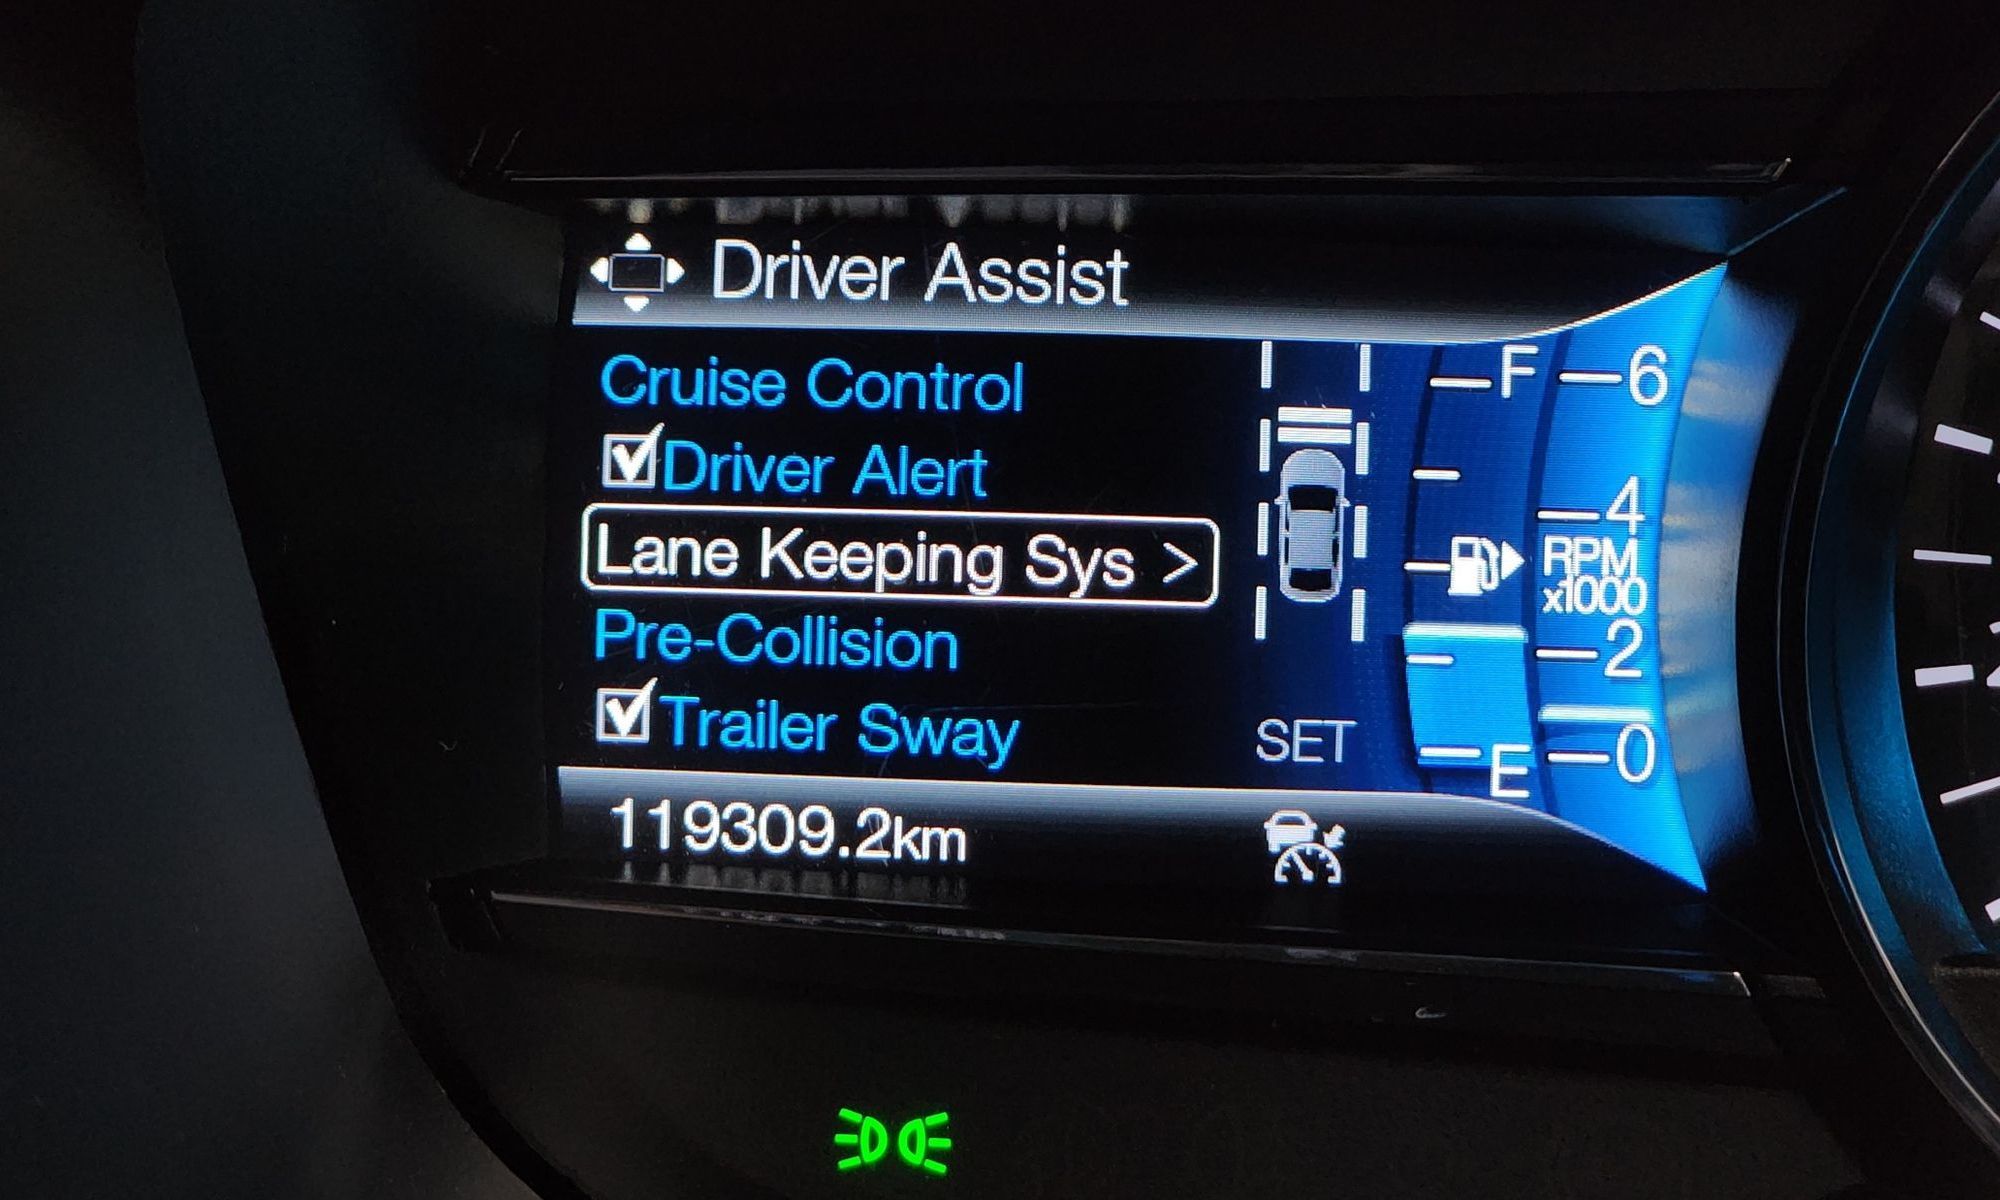 Driver Assist
Cruise Control
Driver Alert
Lane Keeping Sys >
Pre-Collision
Trailer Sway
SET
F
E
6
4
RPM
x1000
2
0
119309.2km